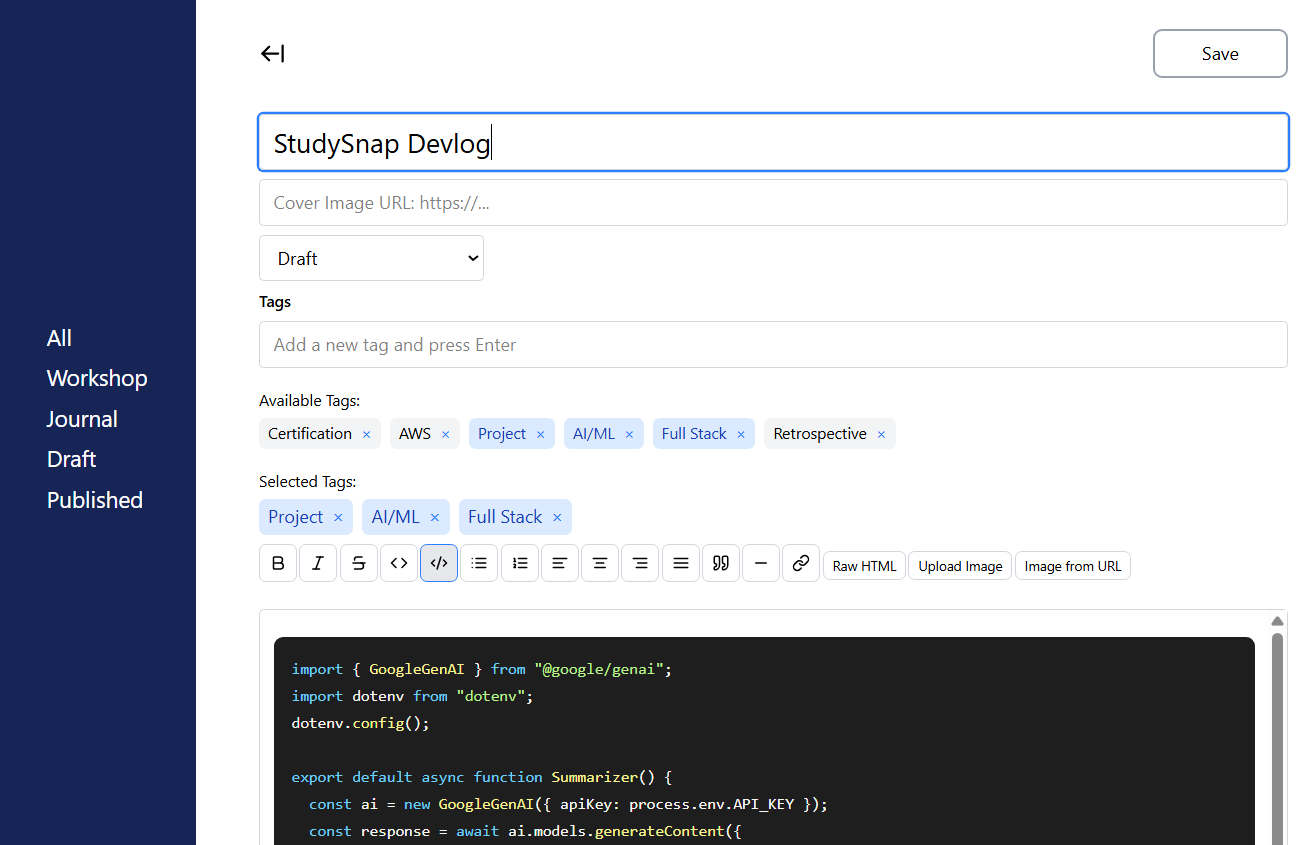 Save
StudySnap Devlog
Cover Image URL: https://...
Draft
Tags
Add a new tag and press Enter
All
Workshop
Journal
Draft
Published
Available Tags:
Certification × AWS × Project × AI/ML × Full Stack × Retrospective ×
Selected Tags:
Project × AI/ML × Full Stack ×
Raw HTML Upload Image Image from URL
import { GoogleGenAI } from "@google/genai";
import dotenv from "dotenv";
dotenv.config();
export default async function Summarizer() {
  const ai = new GoogleGenAI({ apiKey: process.env.API_KEY });
  const response = await ai.models.generateContent({